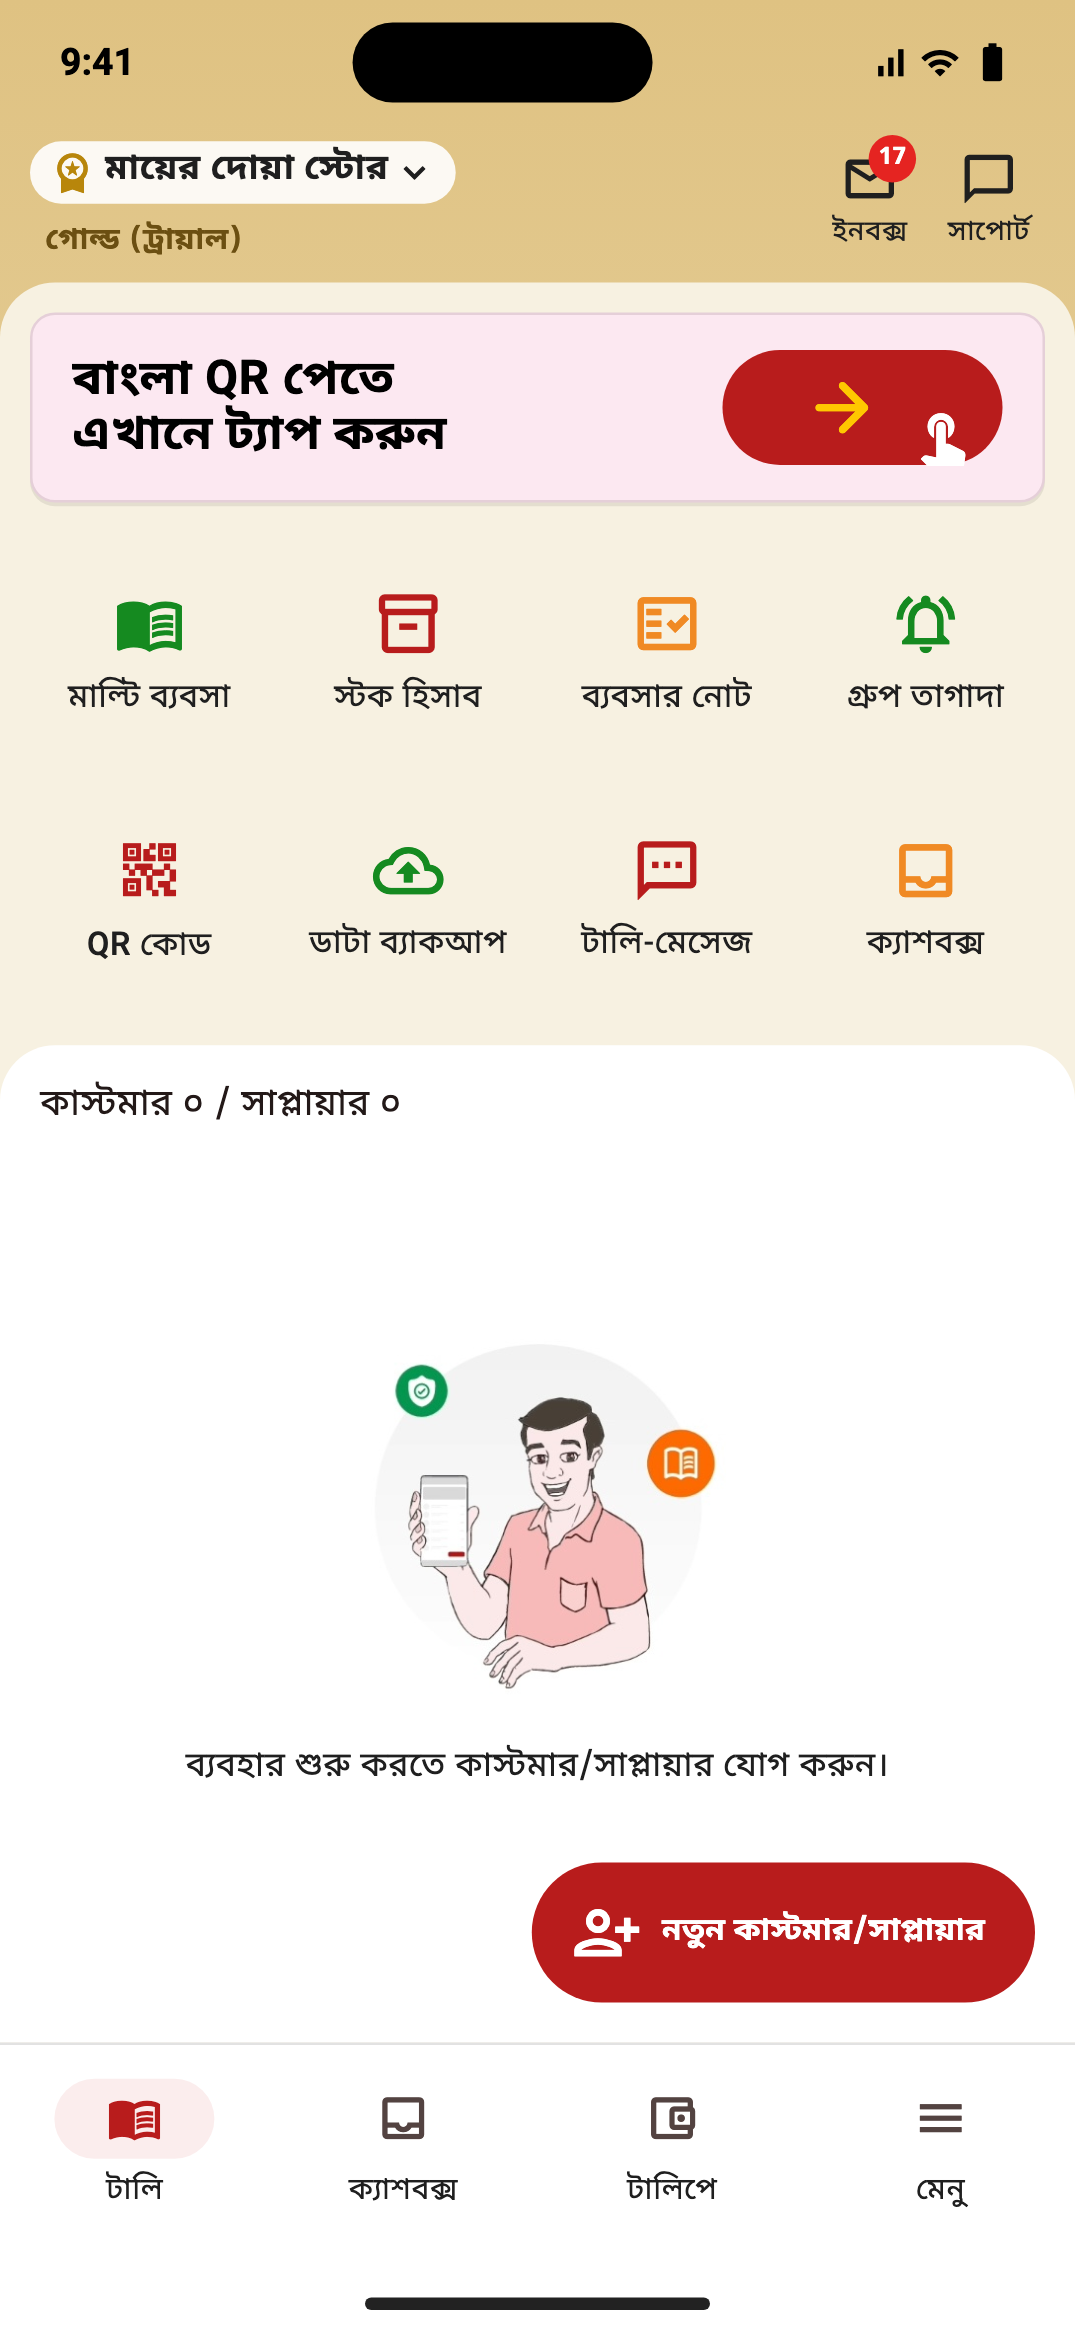 9:41
মায়ের দোয়া স্টোর
17
গোল্ড (ট্রায়াল)
ইনবক্স
সাপোর্ট
বাংলা QR পেতে
এখানে ট্যাপ করুন
মাল্টি ব্যবসা
স্টক হিসাব
ব্যবসার নোট
গ্রুপ তাগাদা
QR কোড
ডাটা ব্যাকআপ
টালি-মেসেজ
ক্যাশবক্স
কাস্টমার ০ / সাপ্লায়ার ০
ব্যবহার শুরু করতে কাস্টমার/সাপ্লায়ার যোগ করুন।
নতুন কাস্টমার/সাপ্লায়ার
টালি
ক্যাশবক্স
টালিপে
মেনু